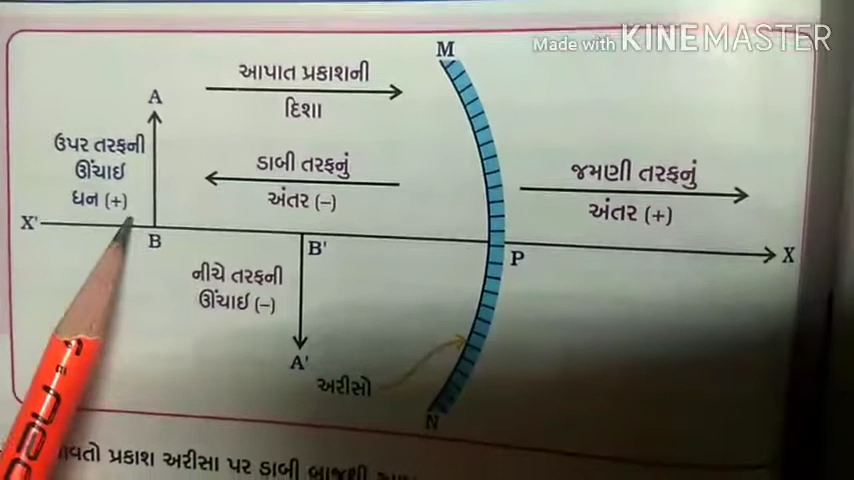 Made with KINEMASTER
M
આપાત પ્રકાશની
દિશા
A
ઉપર તરફની
ઊંચાઈ
ધન (+)
ડાબી તરફનું
અંતર (–)
જમણી તરફનું
અંતર (+)
X'
B
B'
P
X
નીચે તરફની
ઊંચાઈ (–)
A'
અરીસો
N
પ્રકાશ અરીસા પર ડાબી